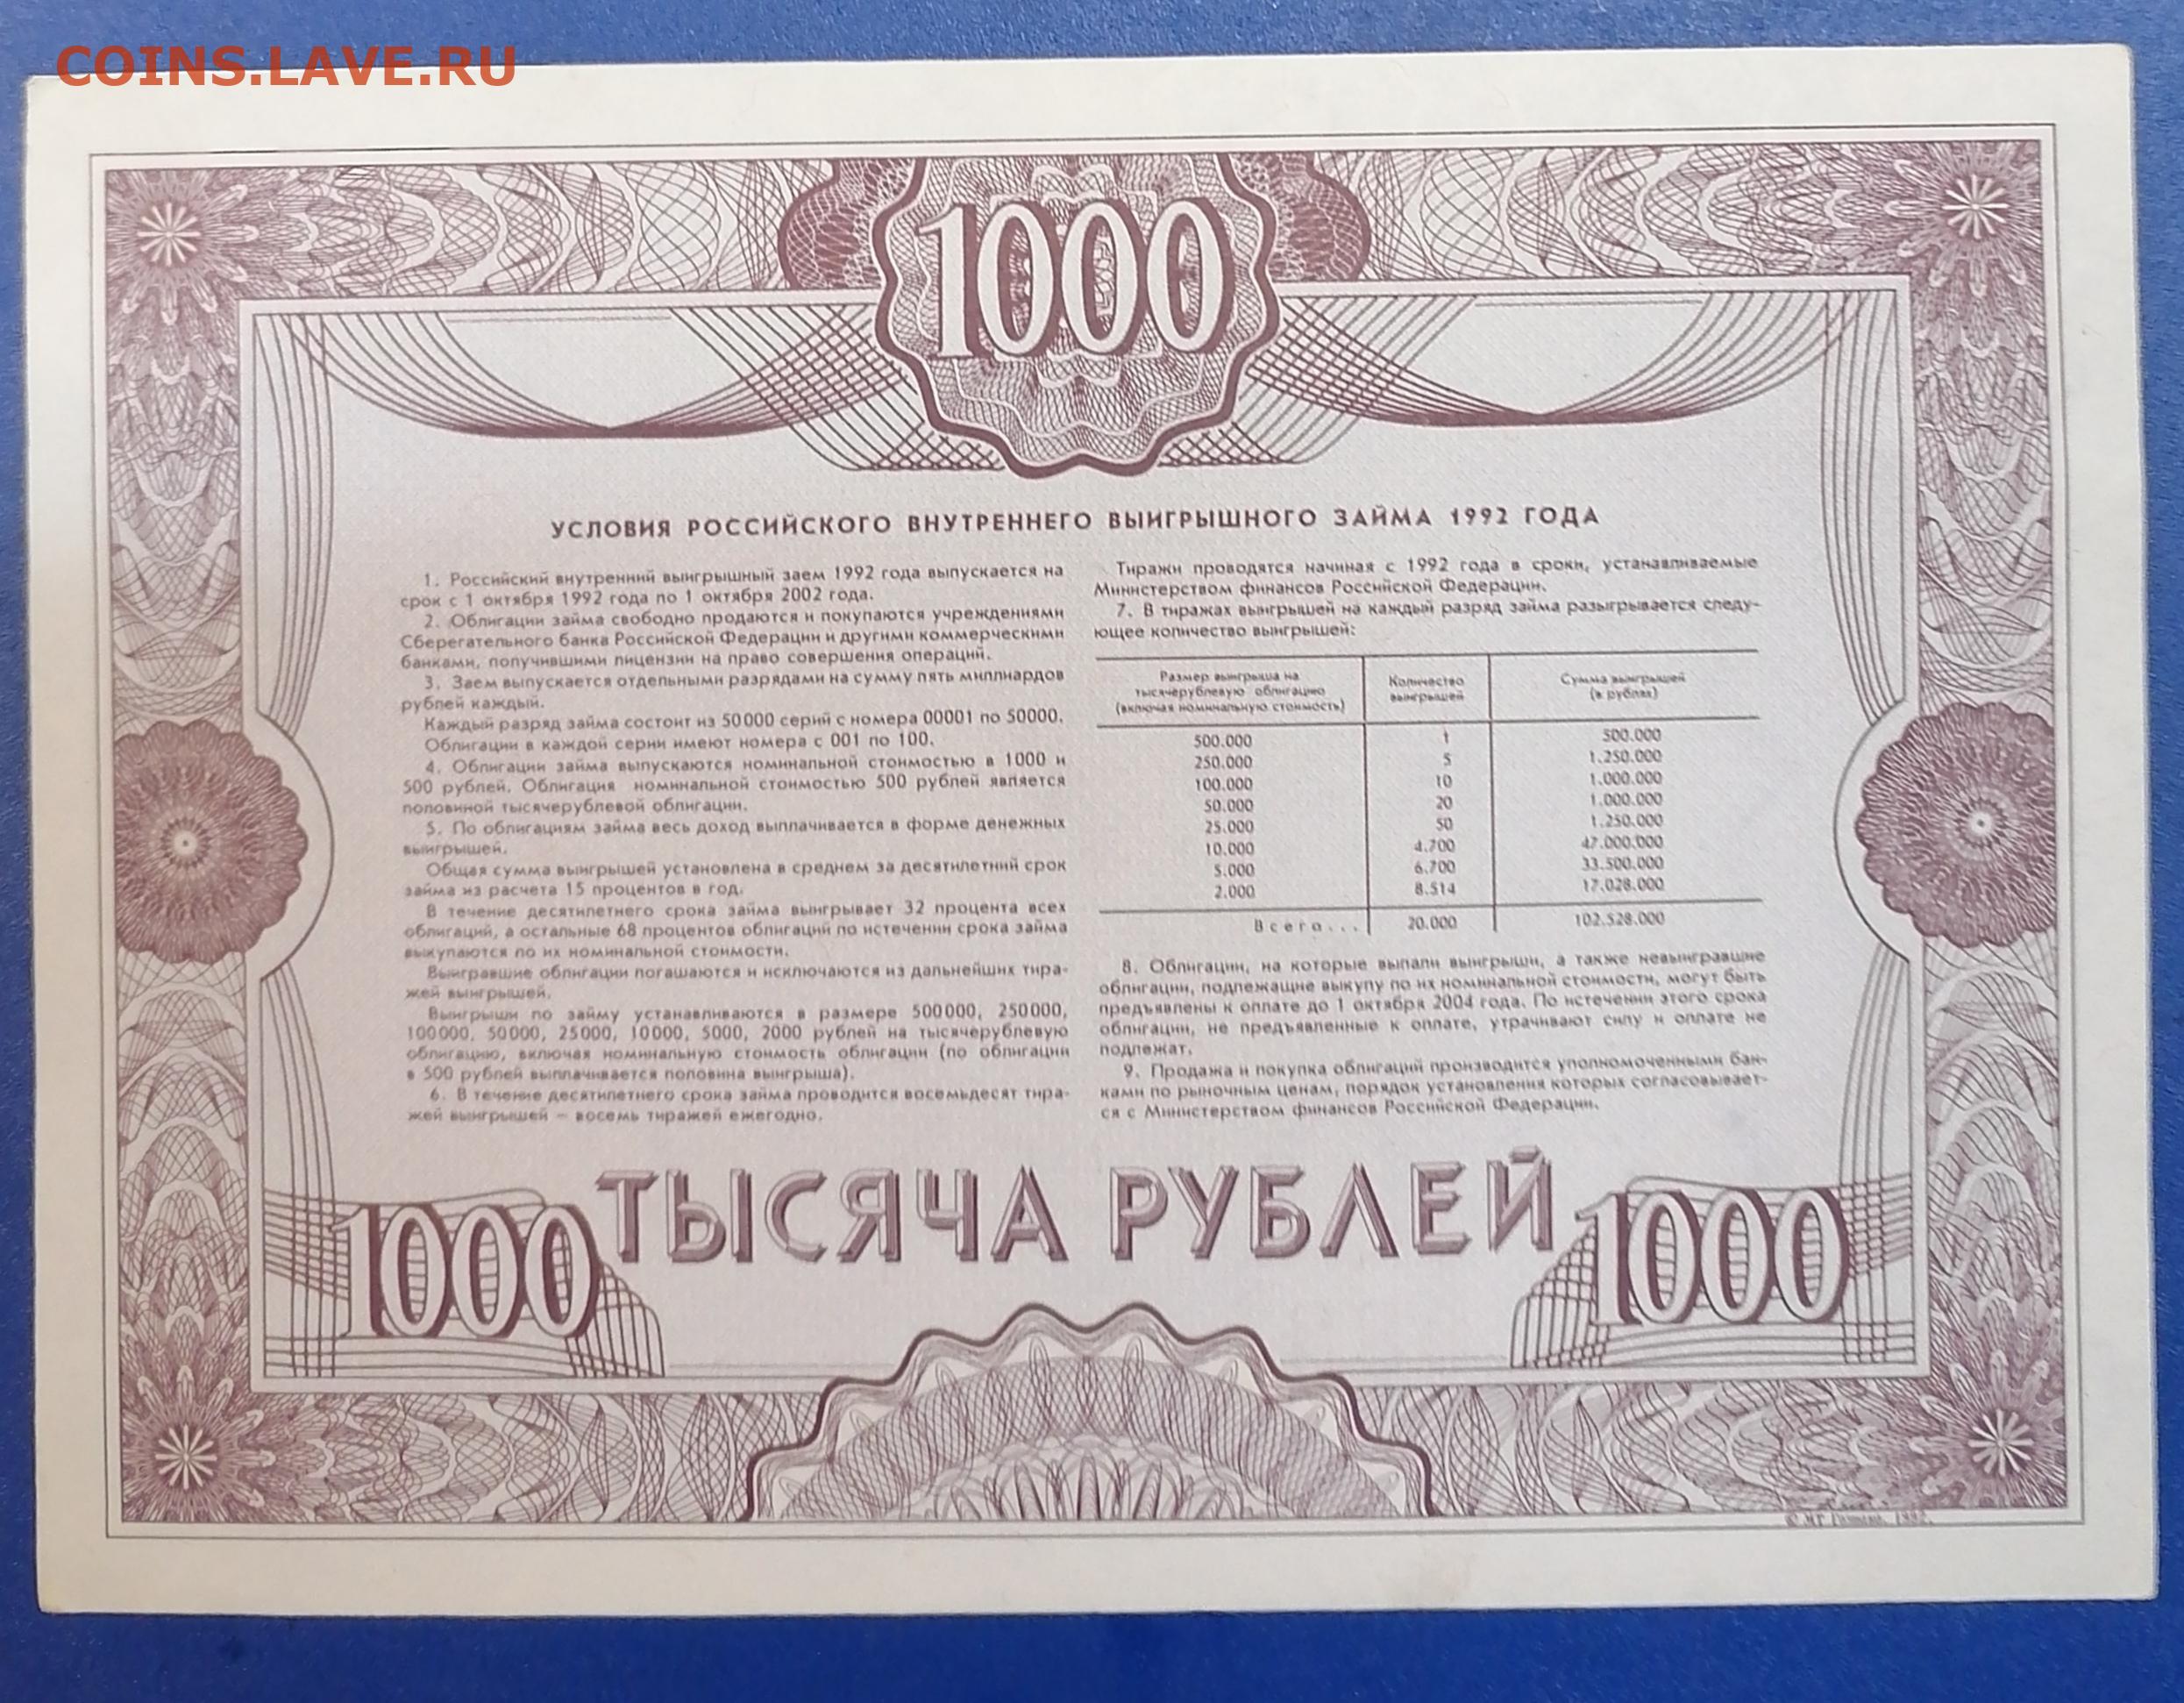 COINS.LAVE.RU
1000
УСЛОВИЯ РОССИЙСКОГО ВНУТРЕННЕГО ВЫИГРЫШНОГО ЗАЙМА 1992 ГОДА
1. Российский внутренний выигрышный заем 1992 года выпускается на
срок с 1 октября 1992 года по 1 октября 2002 года.
2. Облигации займа свободно продаются и покупаются учреждениями
Сберегательного банка Российской Федерации и другими коммерческими
банками, получившими лицензии на право совершения операций.
3. Заем выпускается отдельными разрядами на сумму пять миллиардов
рублей каждый.
Каждый разряд займа состоит из 50000 серий с номера 00001 по 50000.
Облигации в каждой серии имеют номера с 001 по 100.
4. Облигации займа выпускаются номинальной стоимостью в 1000 и
500 рублей. Облигация номинальной стоимостью 500 рублей является
половиной тысячерублевой облигации.
5. По облигациям займа весь доход выплачивается в форме денежных
выигрышей.
Общая сумма выигрышей установлена в среднем за десятилетний срок
займа из расчета 15 процентов в год.
В течение десятилетнего срока займа выигрывает 32 процента всех
облигаций, а остальные 68 процентов облигаций по истечении срока займа
выкупаются по их номинальной стоимости.
Выигравшие облигации погашаются и исключаются из дальнейших тира-
жей выигрышей.
Выигрыши по займу устанавливаются в размере 500000, 250000,
100000, 50000, 25000, 10000, 5000, 2000 рублей на тысячерублевую
облигацию, включая номинальную стоимость облигации (по облигации
в 500 рублей выплачивается половина выигрыша).
6. В течение десятилетнего срока займа проводится восемьдесят тира-
жей выигрышей – восемь тиражей ежегодно.
Тиражи проводятся начиная с 1992 года в сроки, устанавливаемые
Министерством финансов Российской Федерации.
7. В тиражах выигрышей на каждый разряд займа разыгрывается следу-
ющее количество выигрышей:
Размер выигрыша на
тысячерублевую облигацию
(включая номинальную стоимость)
Количество
выигрышей
Сумма выигрышей
(в рублях)
500.000 1 500.000
250.000 5 1.250.000
100.000 10 1.000.000
50.000 20 1.000.000
25.000 50 1.250.000
10.000 4.700 47.000.000
5.000 6.700 33.500.000
2.000 8.514 17.028.000
Всего... 20.000 102.528.000
8. Облигации, на которые выпали выигрыши, а также невыигравшие
облигации, подлежащие выкупу по их номинальной стоимости, могут быть
предъявлены к оплате до 1 октября 2004 года. По истечении этого срока
облигации, не предъявленные к оплате, утрачивают силу и оплате не
подлежат.
9. Продажа и покупка облигаций производится уполномоченными бан-
ками по рыночным ценам, порядок установления которых согласовывает-
ся с Министерством финансов Российской Федерации.
ТЫСЯЧА РУБЛЕЙ
1000
1000